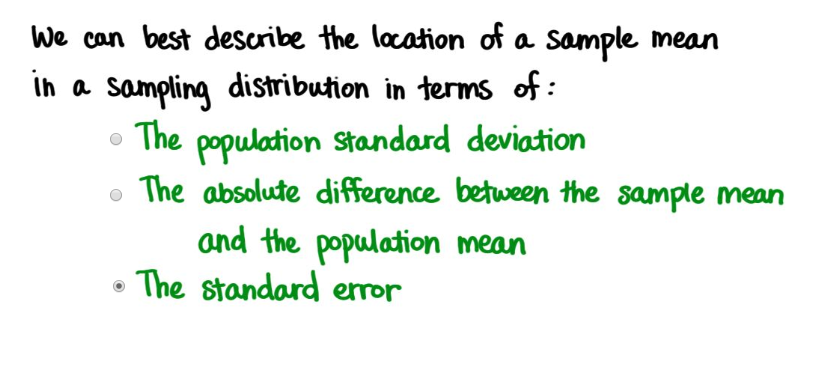 We can best describe the location of a sample mean
in a sampling distribution in terms of :
The population standard deviation
The absolute difference between the sample mean
and the population mean
The standard error